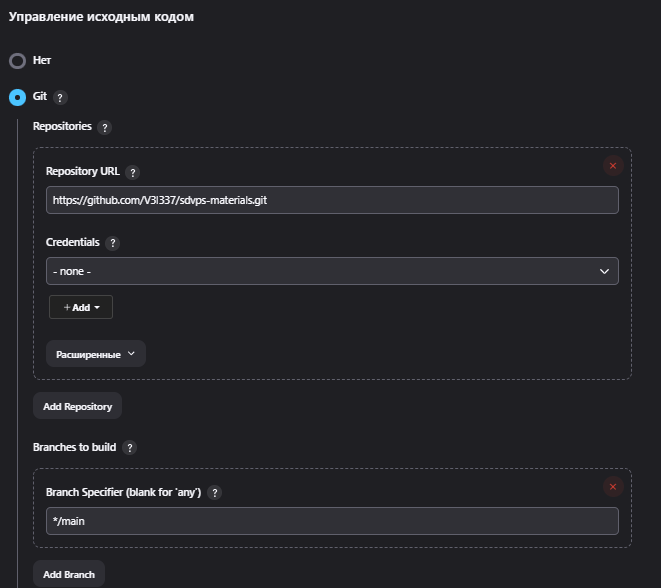 Управление исходным кодом
Нет
Git ?
Repositories ?
Repository URL ?
https://github.com/V3l337/sdvps-materials.git
Credentials ?
- none -
+ Add
Расширенные
Add Repository
Branches to build ?
Branch Specifier (blank for 'any') ?
*/main
Add Branch